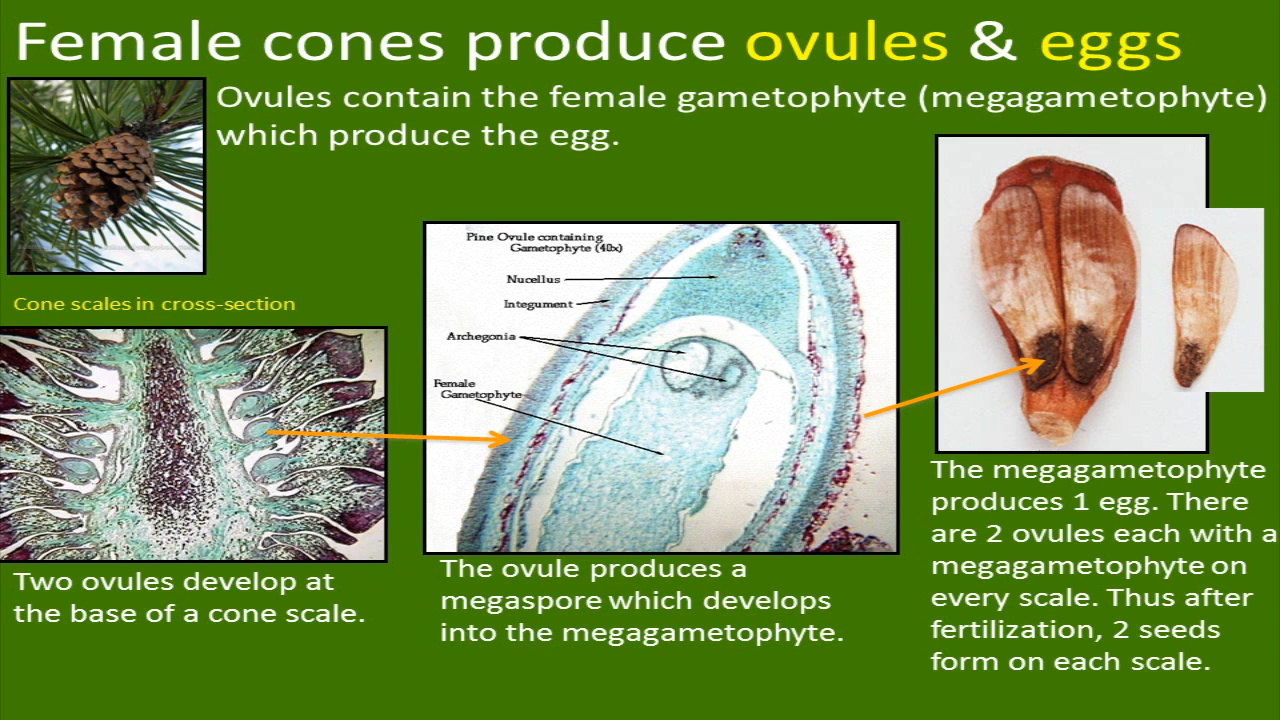 Female cones produce ovules & eggs
Ovules contain the female gametophyte (megagametophyte)
which produce the egg.
Cone scales in cross-section
Two ovules develop at
the base of a cone scale.
Pine Ovule containing
Gametophyte (40x)
Nucellus
Integument
Archegonia
Female
Gametophyte
The ovule produces a
megaspore which develops
into the megagametophyte.
The megagametophyte
produces 1 egg. There
are 2 ovules each with a
megagametophyte on
every scale. Thus after
fertilization, 2 seeds
form on each scale.